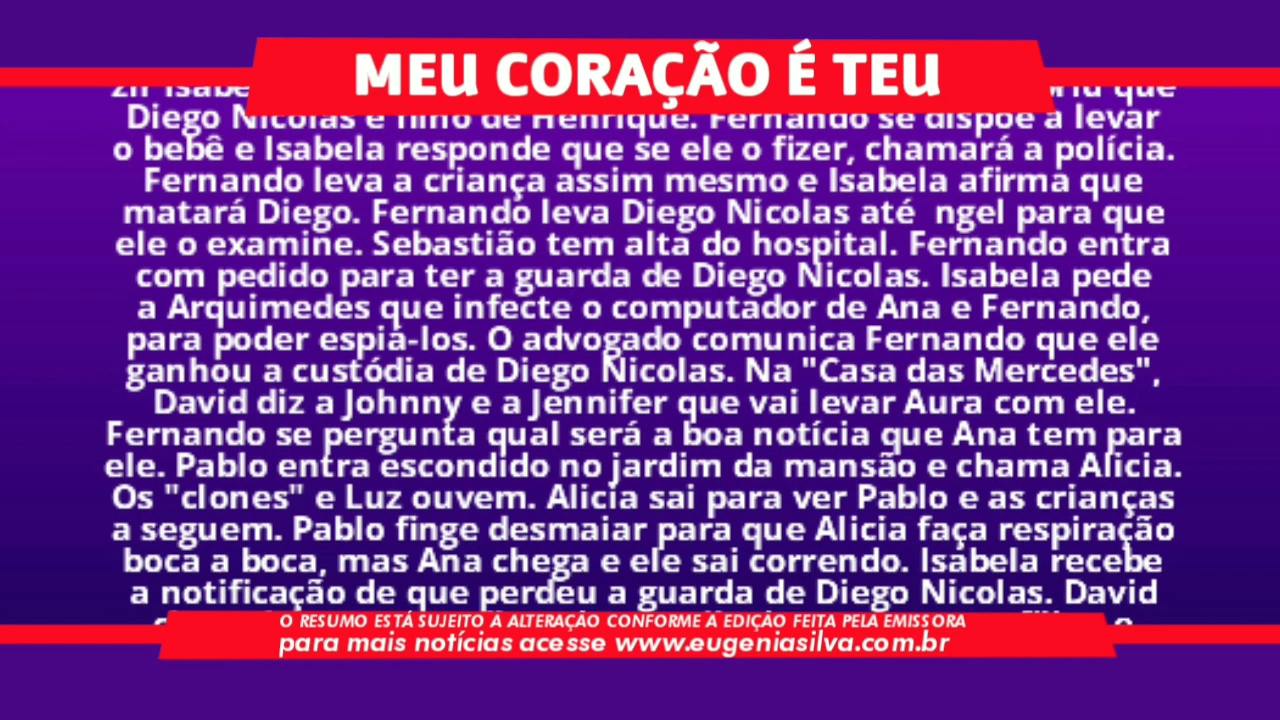 MEU CORAÇÃO É TEU
que
Diego Nicolas é filho de Henrique. Fernando se dispõe a levar
o bebê e Isabela responde que se ele o fizer, chamará a polícia.
Fernando leva a criança assim mesmo e Isabela afirma que
matará Diego. Fernando leva Diego Nicolas até  ngel para que
ele o examine. Sebastião tem alta do hospital. Fernando entra
com pedido para ter a guarda de Diego Nicolas. Isabela pede
a Arquimedes que infecte o computador de Ana e Fernando,
para poder espiá-los. O advogado comunica Fernando que ele
ganhou a custódia de Diego Nicolas. Na "Casa das Mercedes",
David diz a Johnny e a Jennifer que vai levar Aura com ele.
Fernando se pergunta qual será a boa notícia que Ana tem para
ele. Pablo entra escondido no jardim da mansão e chama Alicia.
Os "clones" e Luz ouvem. Alicia sai para ver Pablo e as crianças
a seguem. Pablo finge desmaiar para que Alicia faça respiração
boca a boca, mas Ana chega e ele sai correndo. Isabela recebe
a notificação de que perdeu a guarda de Diego Nicolas. David
O RESUMO ESTÁ SUJEITO À ALTERAÇÃO CONFORME A EDIÇÃO FEITA PELA EMISSORA
para mais notícias acesse www.eugeniasilva.com.br